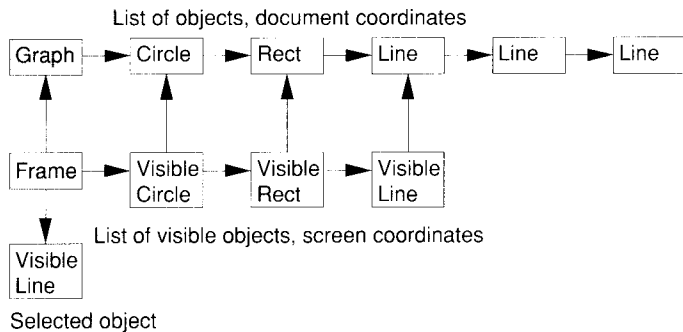 List of objects, document coordinates
Graph
Circle
Rect
Line
Line
Line
Frame
Visible
Circle
Visible
Rect
Visible
Line
List of visible objects, screen coordinates
Visible
Line
Selected object